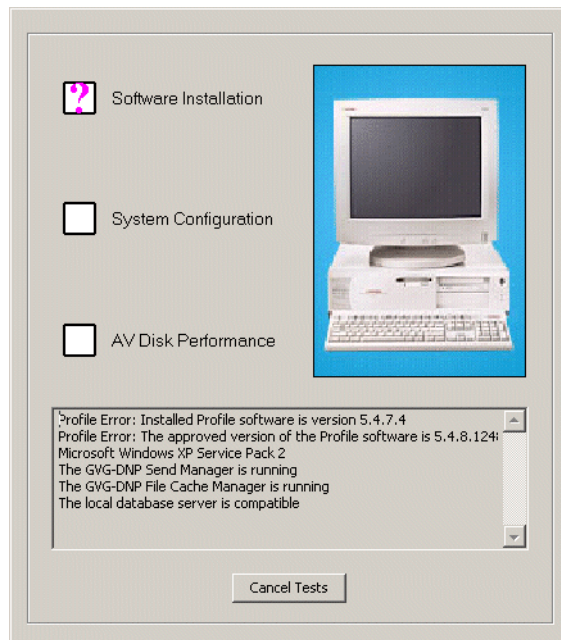 ?
Software Installation
System Configuration
AV Disk Performance
Profile Error: Installed Profile software is version 5.4.7.4
Profile Error: The approved version of the Profile software is 5.4.8.124
Microsoft Windows XP Service Pack 2
The GVG-DNP Send Manager is running
The GVG-DNP File Cache Manager is running
The local database server is compatible
Cancel Tests